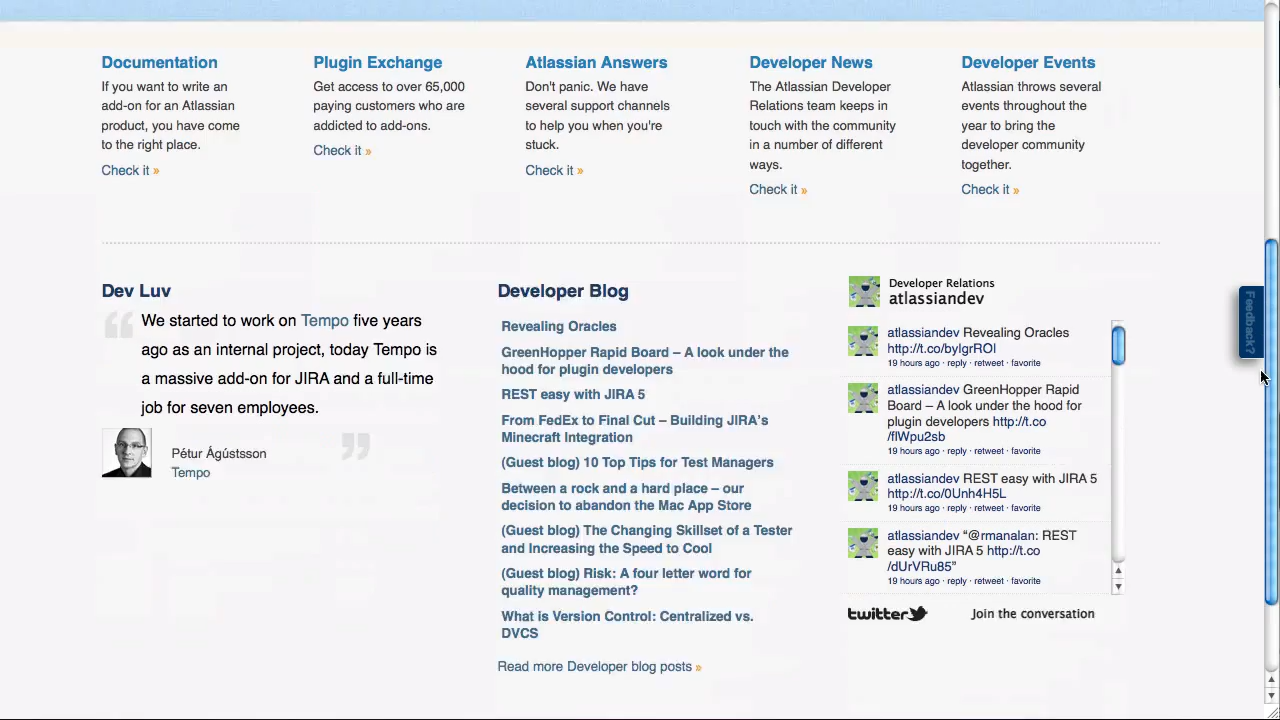 Documentation
If you want to write an
add-on for an Atlassian
product, you have come
to the right place.
Check it »
Plugin Exchange
Get access to over 65,000
paying customers who are
addicted to add-ons.
Check it »
Atlassian Answers
Don't panic. We have
several support channels
to help you when you're
stuck.
Check it »
Developer News
The Atlassian Developer
Relations team keeps in
touch with the community
in a number of different
ways.
Check it »
Developer Events
Atlassian throws several
events throughout the
year to bring the
developer community
together.
Check it »
Dev Luv
“ We started to work on Tempo five years
ago as an internal project, today Tempo is
a massive add-on for JIRA and a full-time
job for seven employees.
”
Pétur Ágústsson
Tempo
Developer Blog
Revealing Oracles
GreenHopper Rapid Board – A look under the
hood for plugin developers
REST easy with JIRA 5
From FedEx to Final Cut – Building JIRA's
Minecraft Integration
(Guest blog) 10 Top Tips for Test Managers
Between a rock and a hard place – our
decision to abandon the Mac App Store
(Guest blog) The Changing Skillset of a Tester
and Increasing the Speed to Cool
(Guest blog) Risk: A four letter word for
quality management?
What is Version Control: Centralized vs.
DVCS
Read more Developer blog posts »
Developer Relations
atlassiandev
atlassiandev Revealing Oracles
http://t.co/bylgrROl
19 hours ago · reply · retweet · favorite
atlassiandev GreenHopper Rapid
Board – A look under the hood for
plugin developers http://t.co
/flWpu2sb
19 hours ago · reply · retweet · favorite
atlassiandev REST easy with JIRA 5
http://t.co/0Unh4H5L
19 hours ago · reply · retweet · favorite
atlassiandev “@rmanalan: REST
easy with JIRA 5 http://t.co
/dUrVRu85”
19 hours ago · reply · retweet · favorite
twitter
Join the conversation
Feedback?